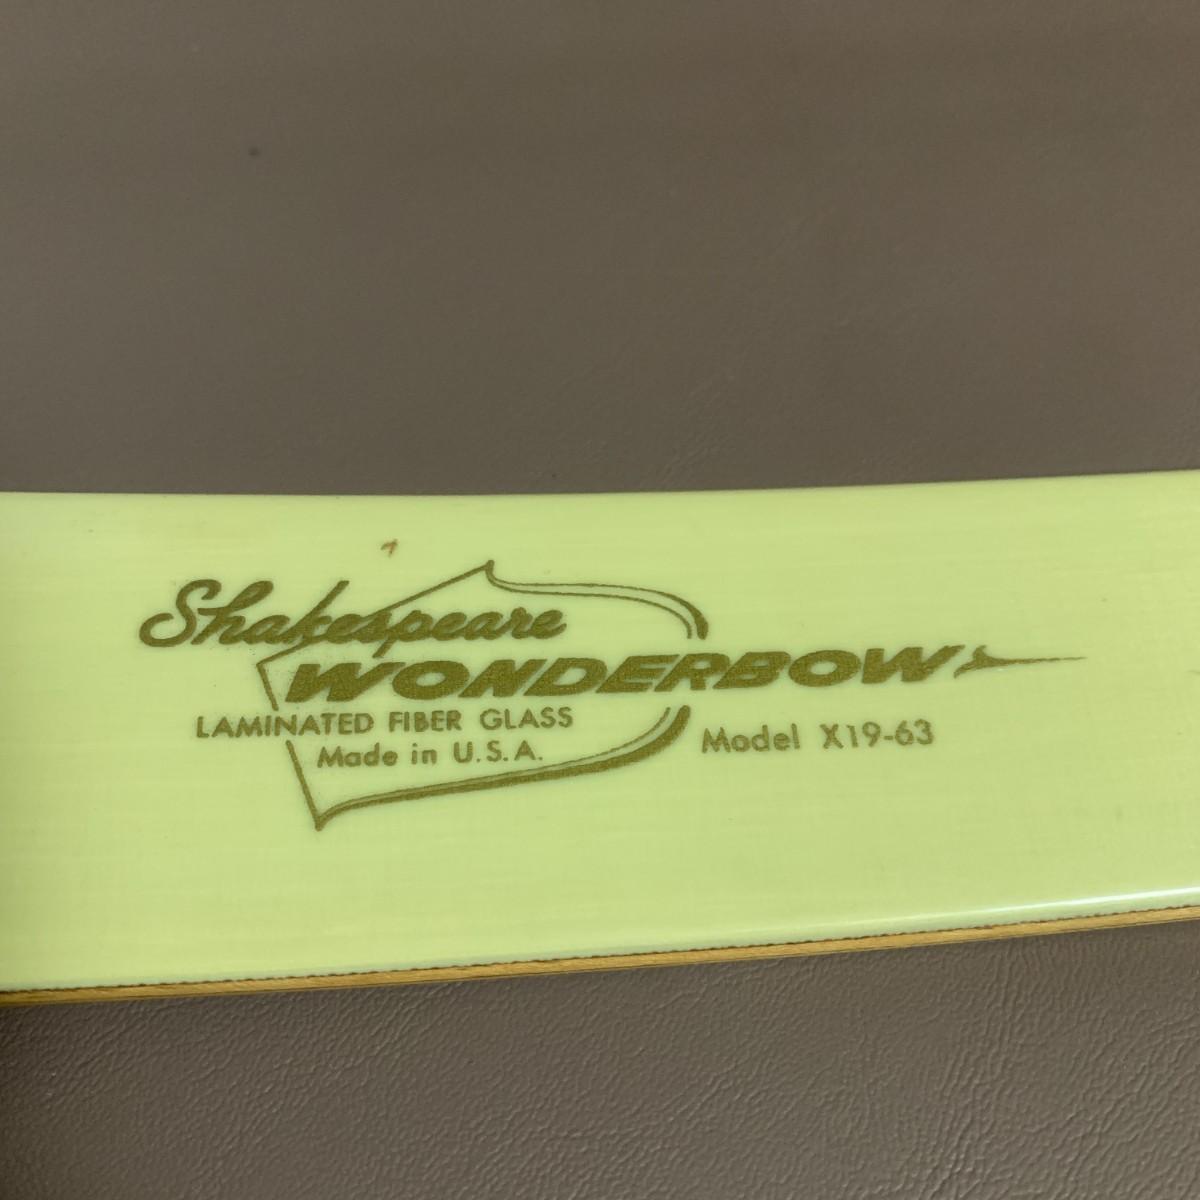 Shakespeare
WONDERBOW
LAMINATED FIBER GLASS
Made in U.S.A.
Model X19-63